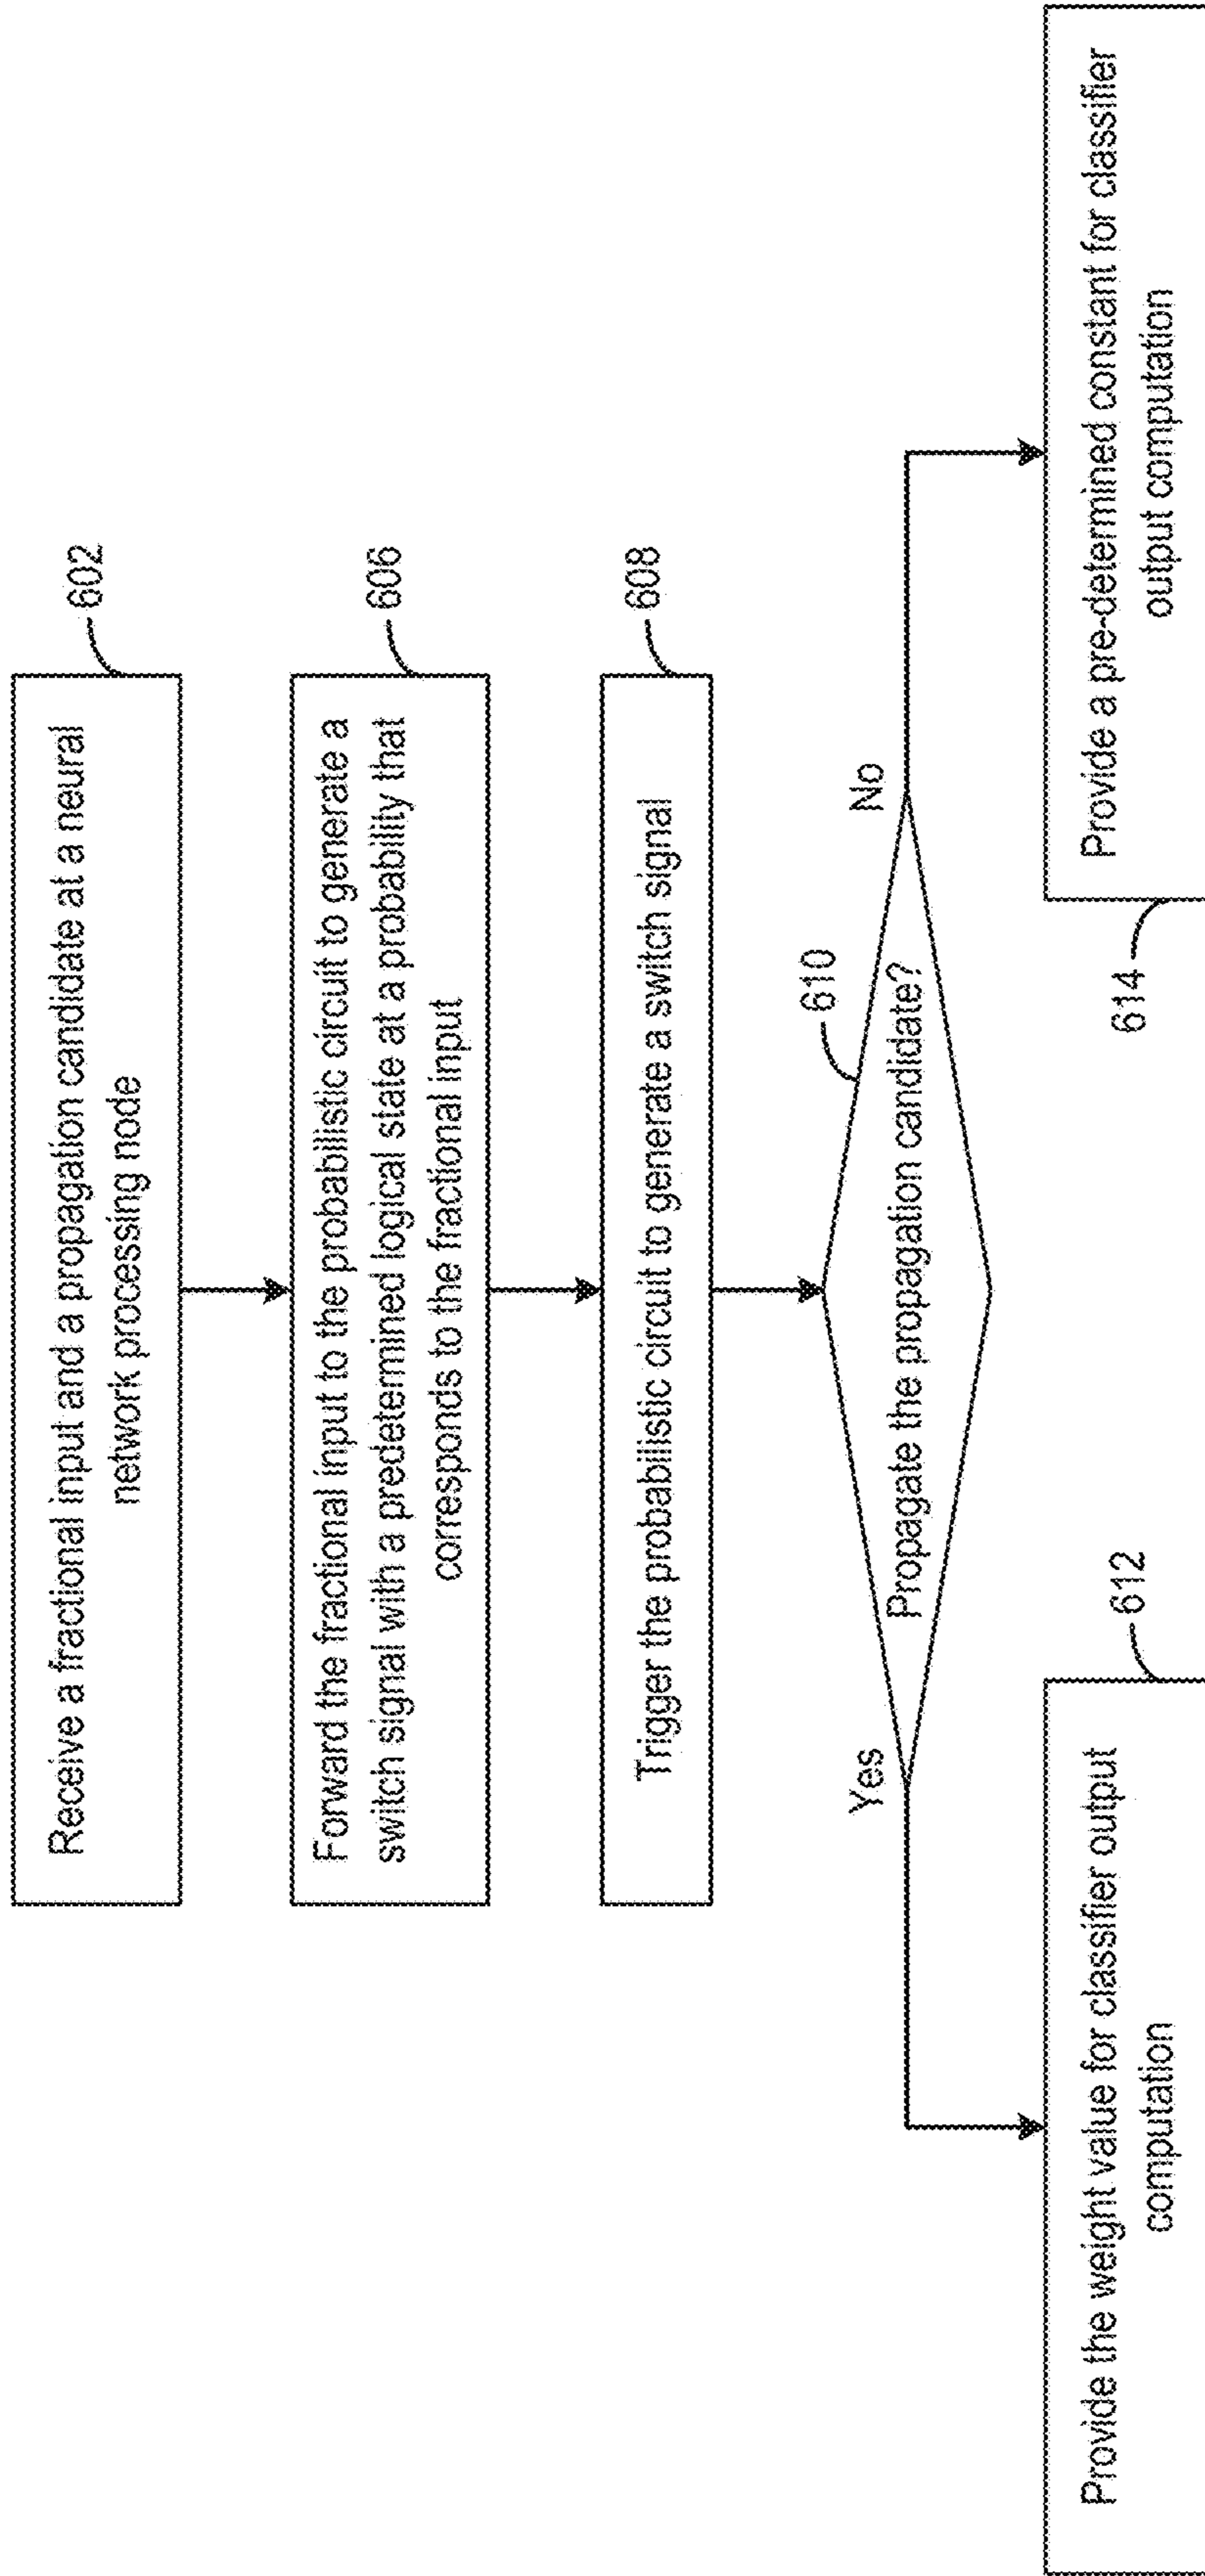 Receive a fractional input and a propagation candidate at a neural
network processing node
602
Forward the fractional input to the probabilistic circuit to generate a
switch signal with a predetermined logical state at a probability that
corresponds to the fractional input
606
Trigger the probabilistic circuit to generate a switch signal
608
610
Propagate the propagation candidate?
Yes
No
Provide the weight value for classifier output
computation
612
Provide a pre-determined constant for classifier
output computation
614